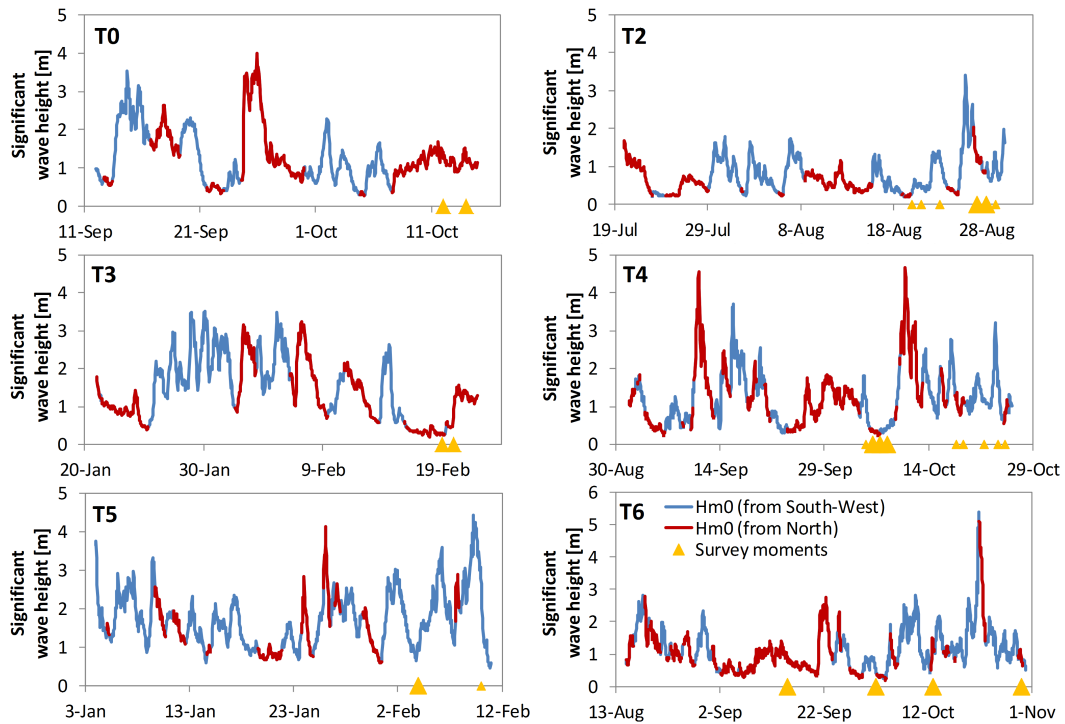 Significant
wave height [m]
T0
5
4
3
2
1
0
11-Sep 21-Sep 1-Oct 11-Oct
Significant
wave height [m]
T2
5
4
3
2
1
0
19-Jul 29-Jul 8-Aug 18-Aug 28-Aug
Significant
wave height [m]
T3
5
4
3
2
1
0
20-Jan 30-Jan 9-Feb 19-Feb
Significant
wave height [m]
T4
5
4
3
2
1
0
30-Aug 14-Sep 29-Sep 14-Oct 29-Oct
Significant
wave height [m]
T5
5
4
3
2
1
0
3-Jan 13-Jan 23-Jan 2-Feb 12-Feb
Significant
wave height [m]
T6
Hm0 (from South-West)
Hm0 (from North)
Survey moments
6
5
4
3
2
1
0
13-Aug 2-Sep 22-Sep 12-Oct 1-Nov